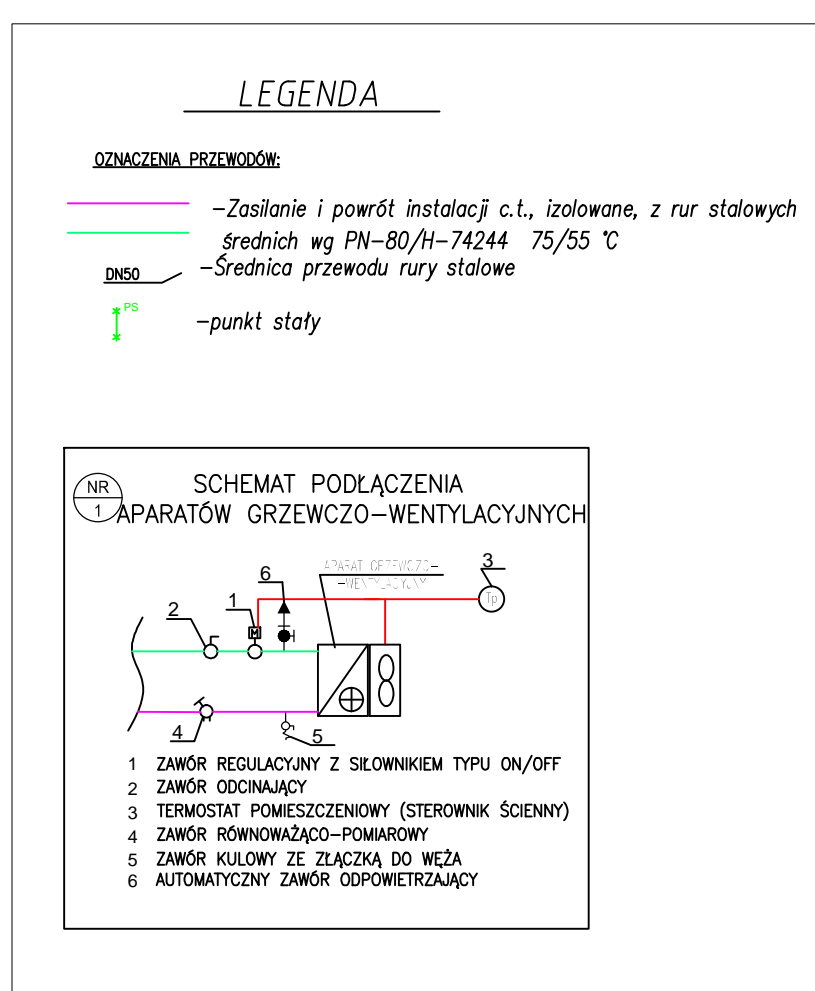 LEGENDA
OZNACZENIA PRZEWODÓW:
–Zasilanie i powrót instalacji c.t., izolowane, z rur stalowych
średnich wg PN–80/H–74244 75/55 °C
DN50 –Średnica przewodu rury stalowe
PS
–punkt stały
NR
1
SCHEMAT PODŁĄCZENIA
APARATÓW GRZEWCZO–WENTYLACYJNYCH
APARAT GRZEWCZO–
–WENTYLACYJNY
3
6
1
2
M
Tp
4
5
1 ZAWÓR REGULACYJNY Z SIŁOWNIKIEM TYPU ON/OFF
2 ZAWÓR ODCINAJĄCY
3 TERMOSTAT POMIESZCZENIOWY (STEROWNIK ŚCIENNY)
4 ZAWÓR RÓWNOWAŻĄCO–POMIAROWY
5 ZAWÓR KULOWY ZE ZŁĄCZKĄ DO WĘŻA
6 AUTOMATYCZNY ZAWÓR ODPOWIETRZAJĄCY